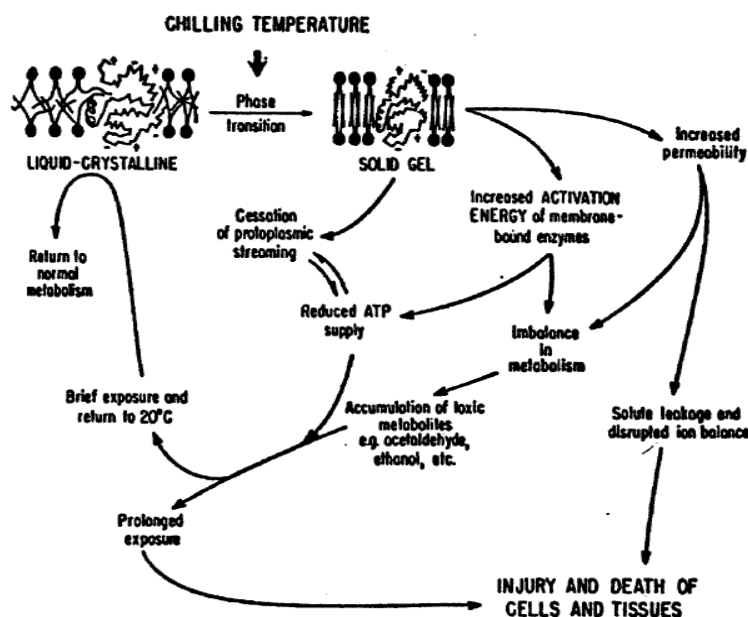 CHILLING TEMPERATURE
Phase
transition
LIQUID-CRYSTALLINE
SOLID GEL
Increased
permeability
Increased ACTIVATION
ENERGY of membrane-
bound enzymes
Cessation
of protoplasmic
streaming
Return to
normal
metabolism
Reduced ATP
supply
Imbalance
in
metabolism
Brief exposure and
return to 20°C
Accumulation of toxic
metabolites
e.g. acetaldehyde,
ethanol, etc.
Solute leakage and
disrupted ion balance
Prolonged
exposure
INJURY AND DEATH OF
CELLS AND TISSUES